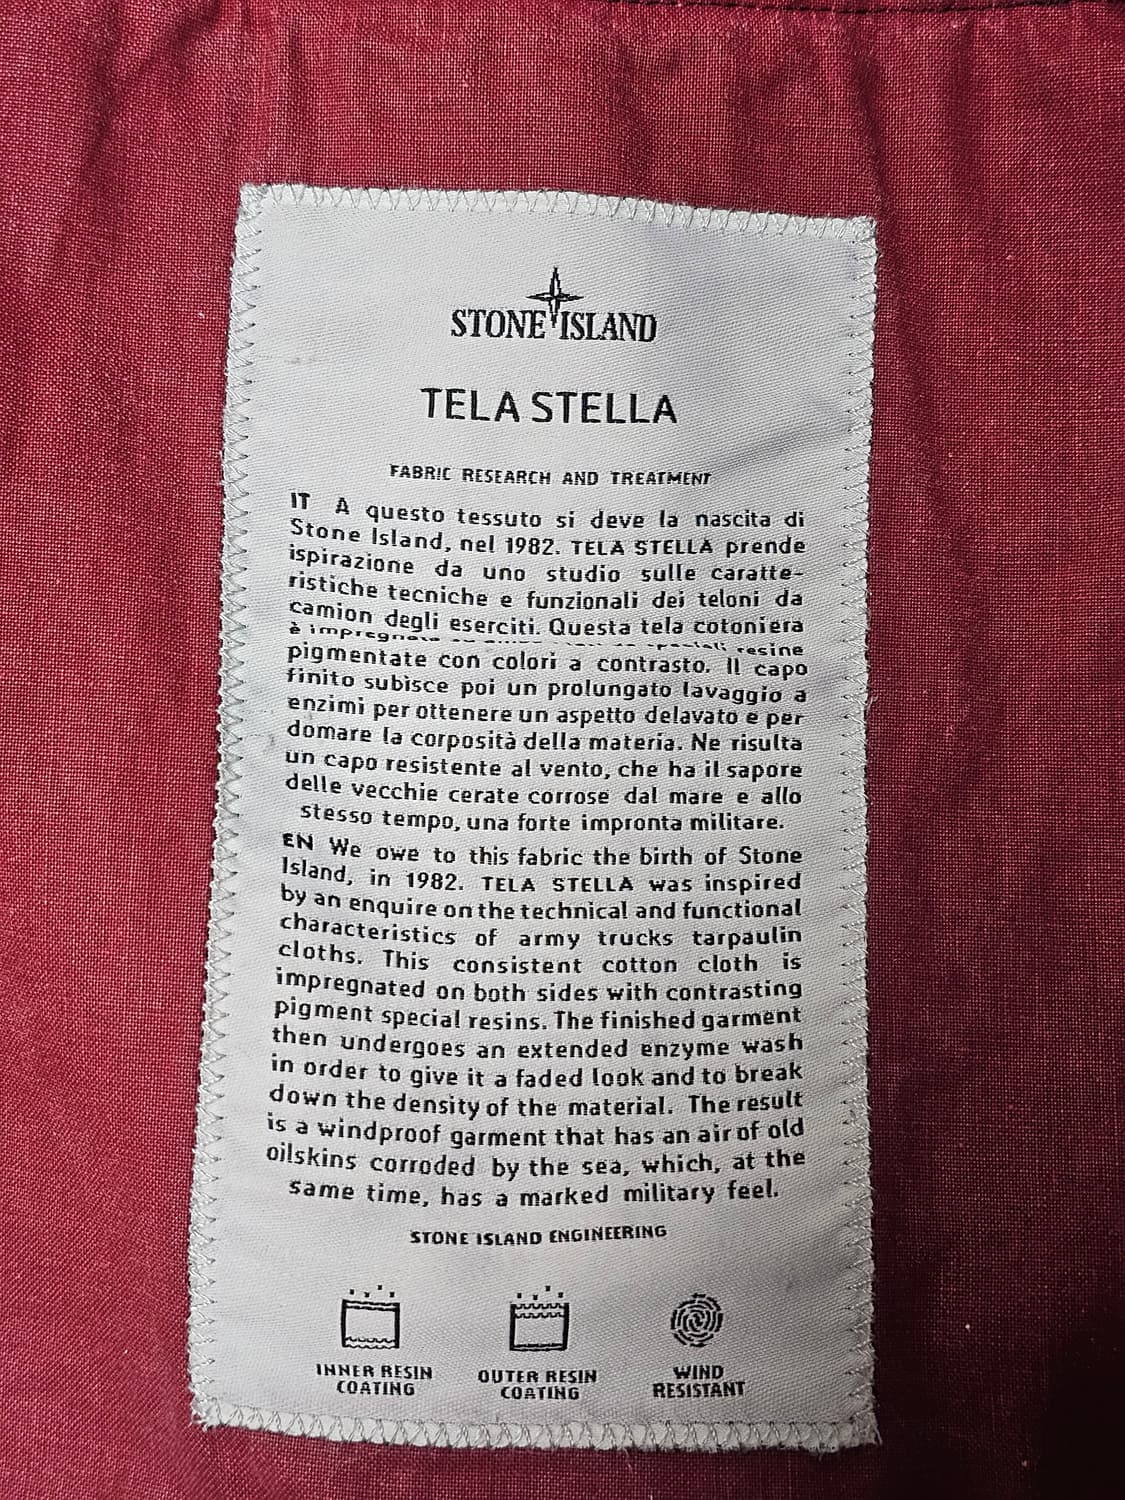 STONE ISLAND
TELA STELLA
FABRIC RESEARCH AND TREATMENT
IT A questo tessuto si deve la nascita di
Stone Island, nel 1982. TELA STELLA prende
ispirazione da uno studio sulle caratte-
ristiche tecniche e funzionali dei teloni da
camion degli eserciti. Questa tela cotoniera
è resine
pigmentate con colori a contrasto. Il capo
finito subisce poi un prolungato lavaggio a
enzimi per ottenere un aspetto delavato e per
domare la corposità della materia. Ne risulta
un capo resistente al vento, che ha il sapore
delle vecchie cerate corrose dal mare e allo
stesso tempo, una forte impronta militare.
EN We owe to this fabric the birth of Stone
Island, in 1982. TELA STELLA was inspired
by an enquire on the technical and functional
characteristics of army trucks tarpaulin
cloths. This consistent cotton cloth is
impregnated on both sides with contrasting
pigment special resins. The finished garment
then undergoes an extended enzyme wash
in order to give it a faded look and to break
down the density of the material. The result
is a windproof garment that has an air of old
oilskins corroded by the sea, which, at the
same time, has a marked military feel.
STONE ISLAND ENGINEERING
INNER RESIN
COATING
OUTER RESIN
COATING
WIND
RESISTANT